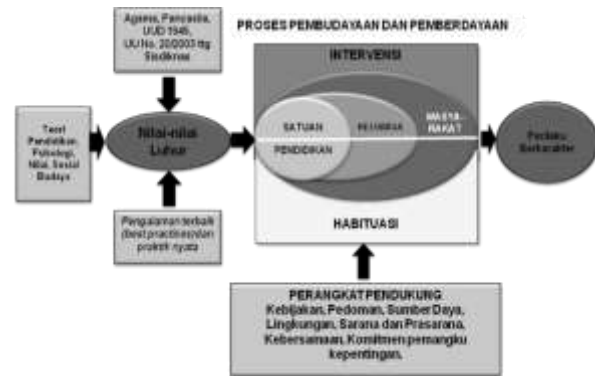 Agama, Pancasila,
UUD 1945,
UU No. 20/2003 ttg
Sisdiknas
PROSES PEMBUDAYAAN DAN PEMBERDAYAAN
INTERVENSI
Teori
Pendidikan,
Psikologi,
Nilai, Sosial
Budaya
Nilai-nilai
Luhur
SATUAN
PENDIDIKAN
KELUARGA
MASYA-
RAKAT
Perilaku
Berkarakter
Pengalaman terbaik
(best practices)dan
praktik nyata
HABITUASI
PERANGKAT PENDUKUNG
Kebijakan, Pedoman, Sumber Daya,
Lingkungan, Sarana dan Prasarana,
Kebersamaan, Komitmen pemangku
kepentingan.